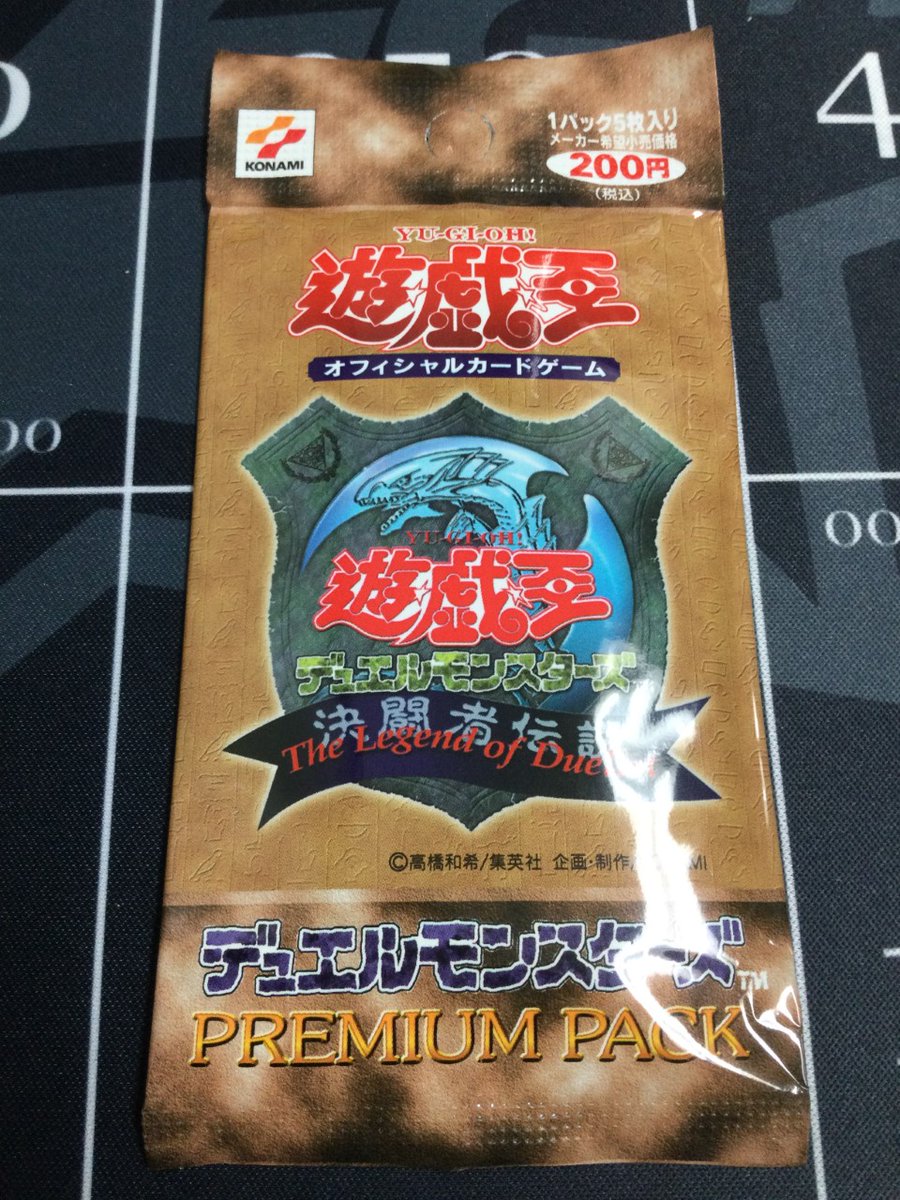 KONAMI
1パック5枚入り
メーカー希望小売価格
200円
(税込)
YU-GI-OH!
遊戯王
オフィシャルカードゲーム
YU-GI-OH!
遊戯王
デュエルモンスターズ
決闘者伝説
The Legend of Duelist
©高橋和希/集英社 企画・制作/KONAMI
デュエルモンスターズ™
PREMIUM PACK
4
00
00